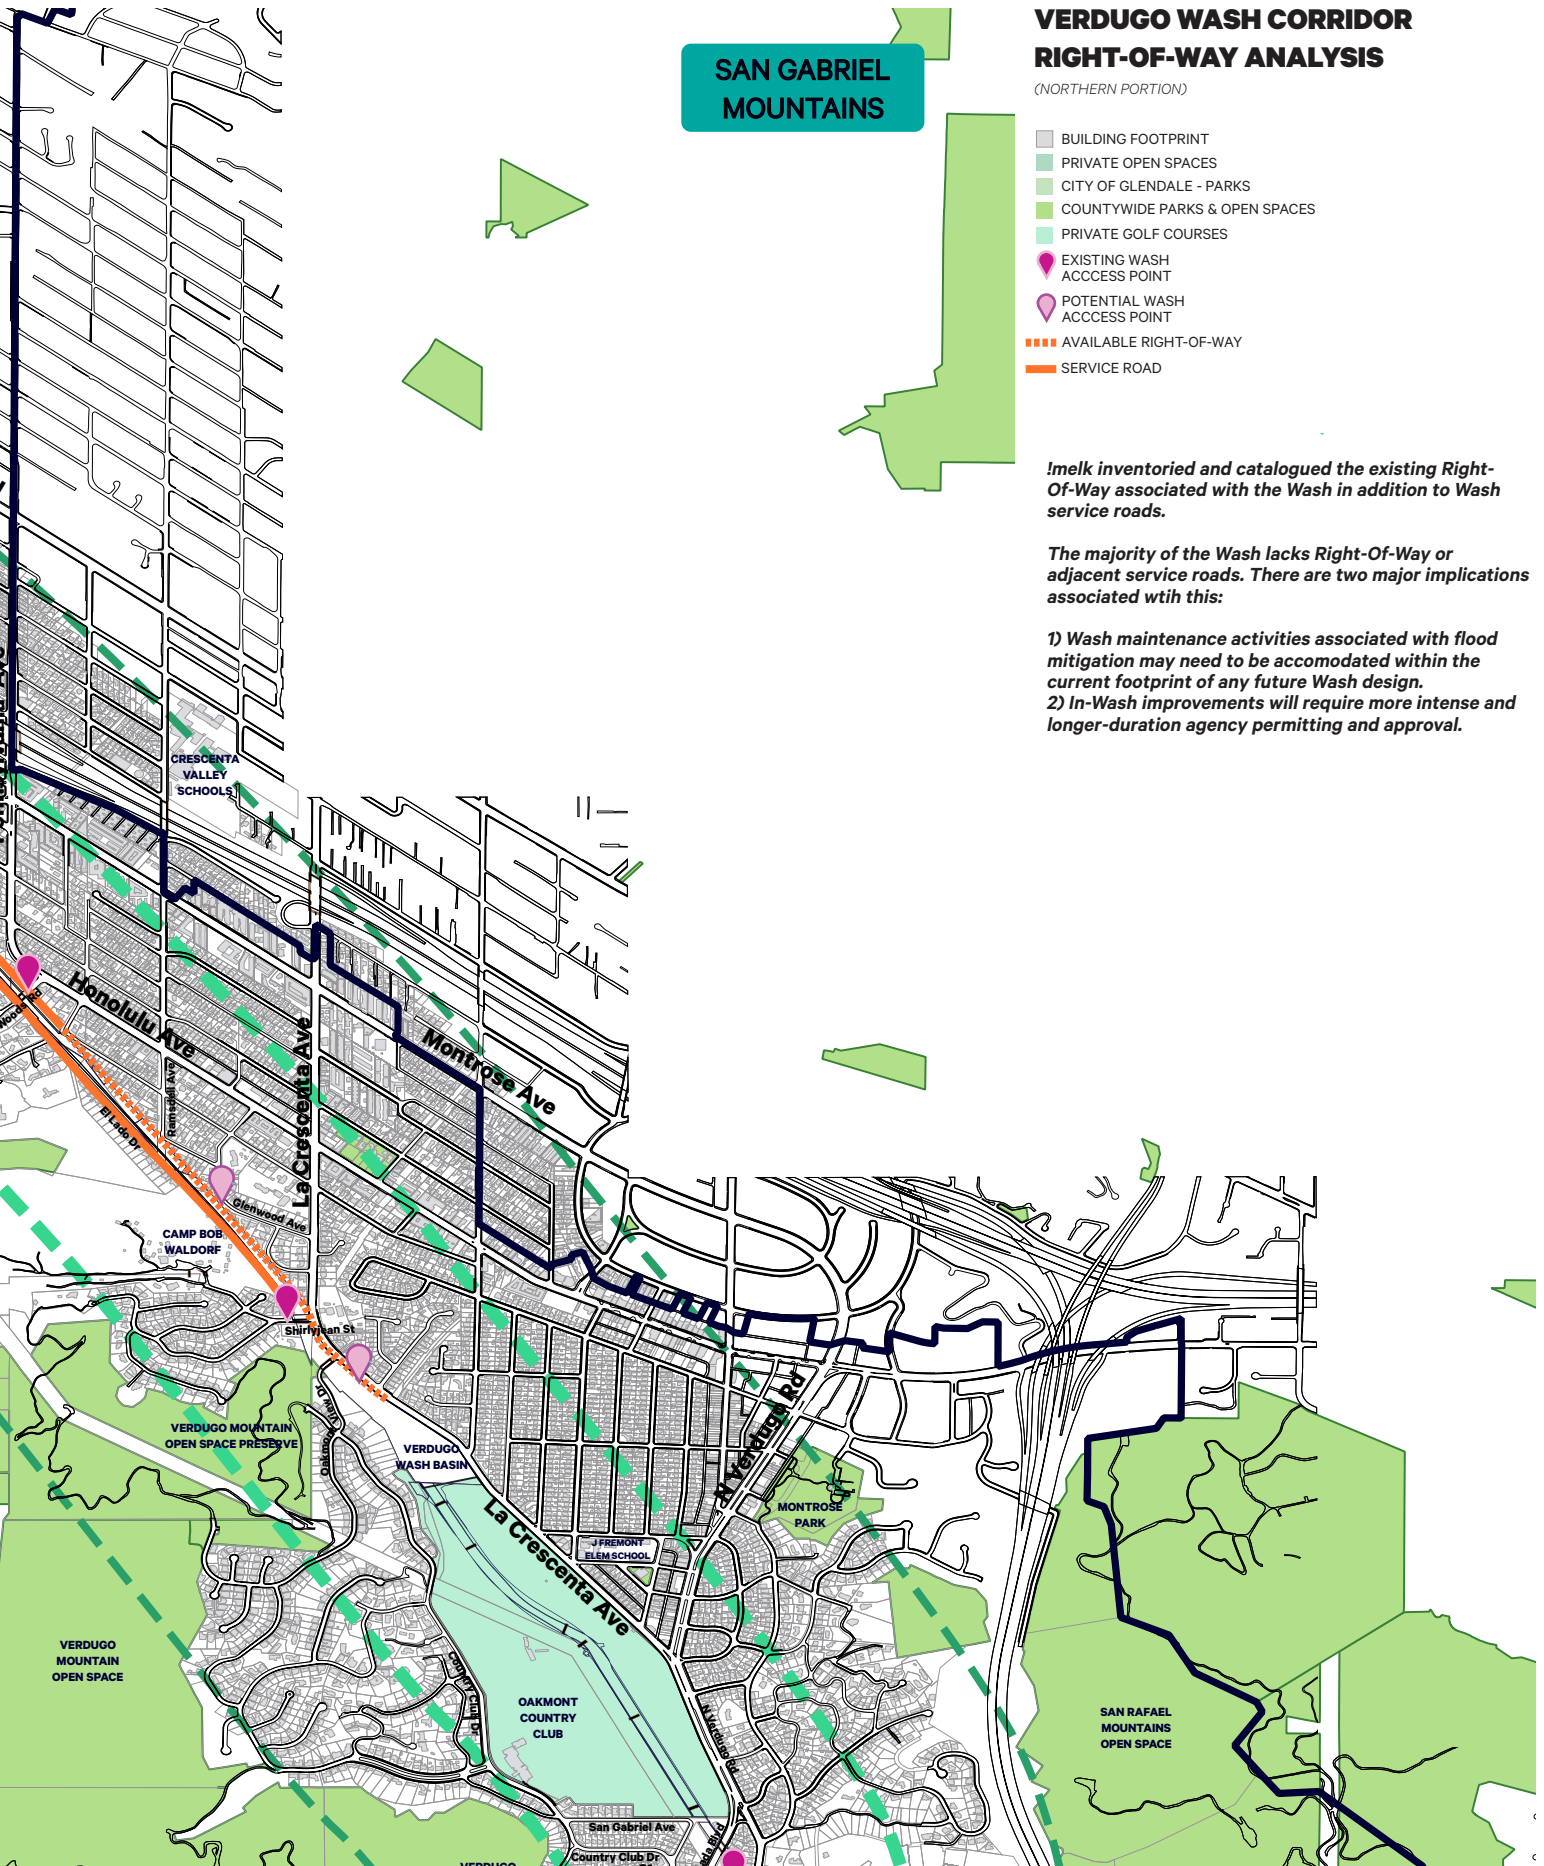 VERDUGO WASH CORRIDOR
RIGHT-OF-WAY ANALYSIS
(NORTHERN PORTION)
SAN GABRIEL
MOUNTAINS
BUILDING FOOTPRINT
PRIVATE OPEN SPACES
CITY OF GLENDALE - PARKS
COUNTYWIDE PARKS & OPEN SPACES
PRIVATE GOLF COURSES
EXISTING WASH
ACCCESS POINT
POTENTIAL WASH
ACCCESS POINT
AVAILABLE RIGHT-OF-WAY
SERVICE ROAD
!melk inventoried and catalogued the existing Right-
Of-Way associated with the Wash in addition to Wash
service roads.
The majority of the Wash lacks Right-Of-Way or
adjacent service roads. There are two major implications
associated wtih this:
1) Wash maintenance activities associated with flood
mitigation may need to be accomodated within the
current footprint of any future Wash design.
2) In-Wash improvements will require more intense and
longer-duration agency permitting and approval.
CRESCENTA
VALLEY
SCHOOLS
Honolulu Ave
La Crescenta Ave
Montrose Ave
Ramsdell Ave
El Lado Dr
Glenwood Ave
CAMP BOB
WALDORF
Shirlyjean St
Oakmont View Dr
VERDUGO MOUNTAIN
OPEN SPACE PRESERVE
VERDUGO
WASH BASIN
N Verdugo Rd
MONTROSE
PARK
La Crescenta Ave
J FREMONT
ELEM SCHOOL
VERDUGO
MOUNTAIN
OPEN SPACE
Country Club Dr
OAKMONT
COUNTRY
CLUB
N Verdugo Rd
SAN RAFAEL
MOUNTAINS
OPEN SPACE
San Gabriel Ave
Country Club Dr
VERDUGO